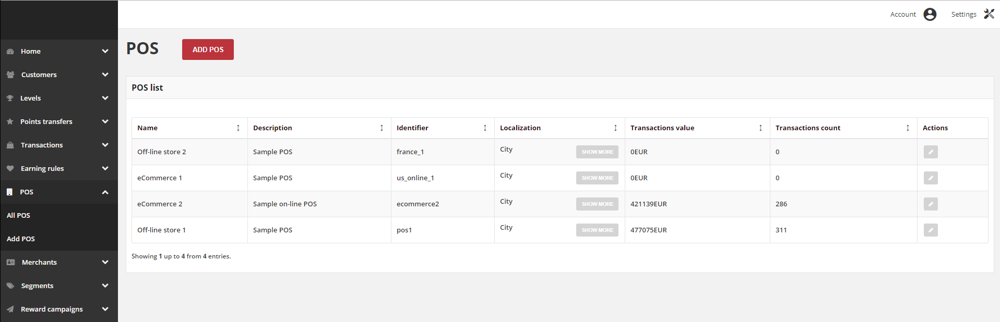 Account Settings
Home
Customers
Levels
Points transfers
Transactions
Earning rules
POS
All POS
Add POS
Merchants
Segments
Reward campaigns
POS ADD POS
POS list
Name Description Identifier Localization Transactions value Transactions count Actions
Off-line store 2 Sample POS france_1 City SHOW MORE 0EUR 0
eCommerce 1 Sample POS us_online_1 City SHOW MORE 0EUR 0
eCommerce 2 Sample on-line POS ecommerce2 City SHOW MORE 421139EUR 286
Off-line store 1 Sample POS pos1 City SHOW MORE 477075EUR 311
Showing 1 up to 4 from 4 entries.